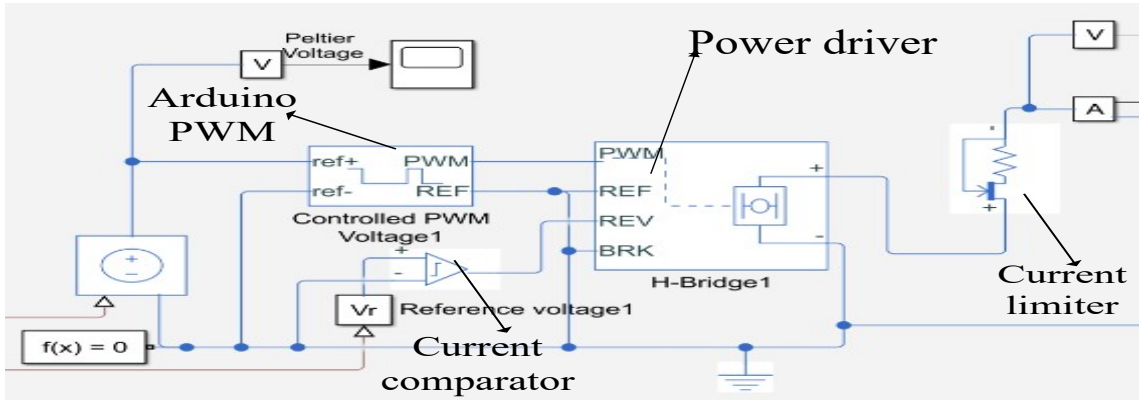 Peltier
Voltage
V
Power driver
V
Arduino
PWM
A
ref+
PWM
PWM
+
-
ref-
REF
REF
Controlled PWM
Voltage1
REV
+
+
-
-
BRK
+
-
H-Bridge1
Current
limiter
Vr
Reference voltage1
f(x) = 0
Current
comparator